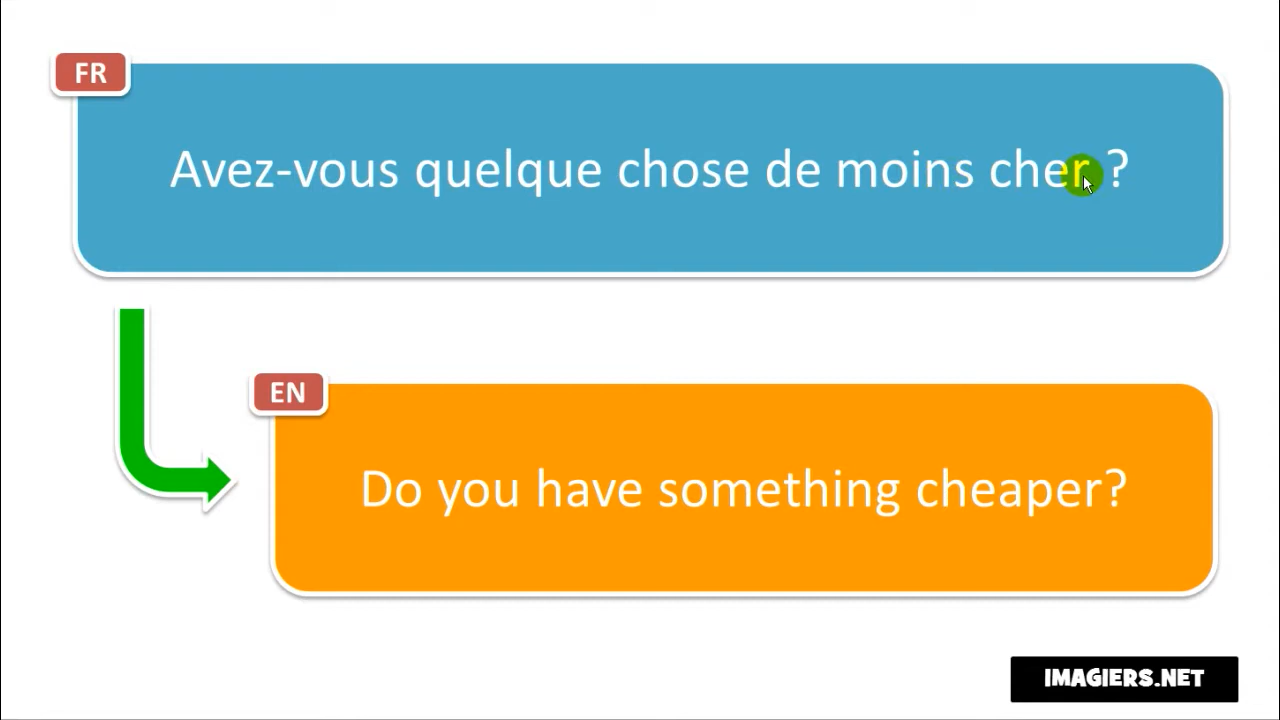 FR
Avez-vous quelque chose de moins cher ?
EN
Do you have something cheaper?
IMAGIERS.NET